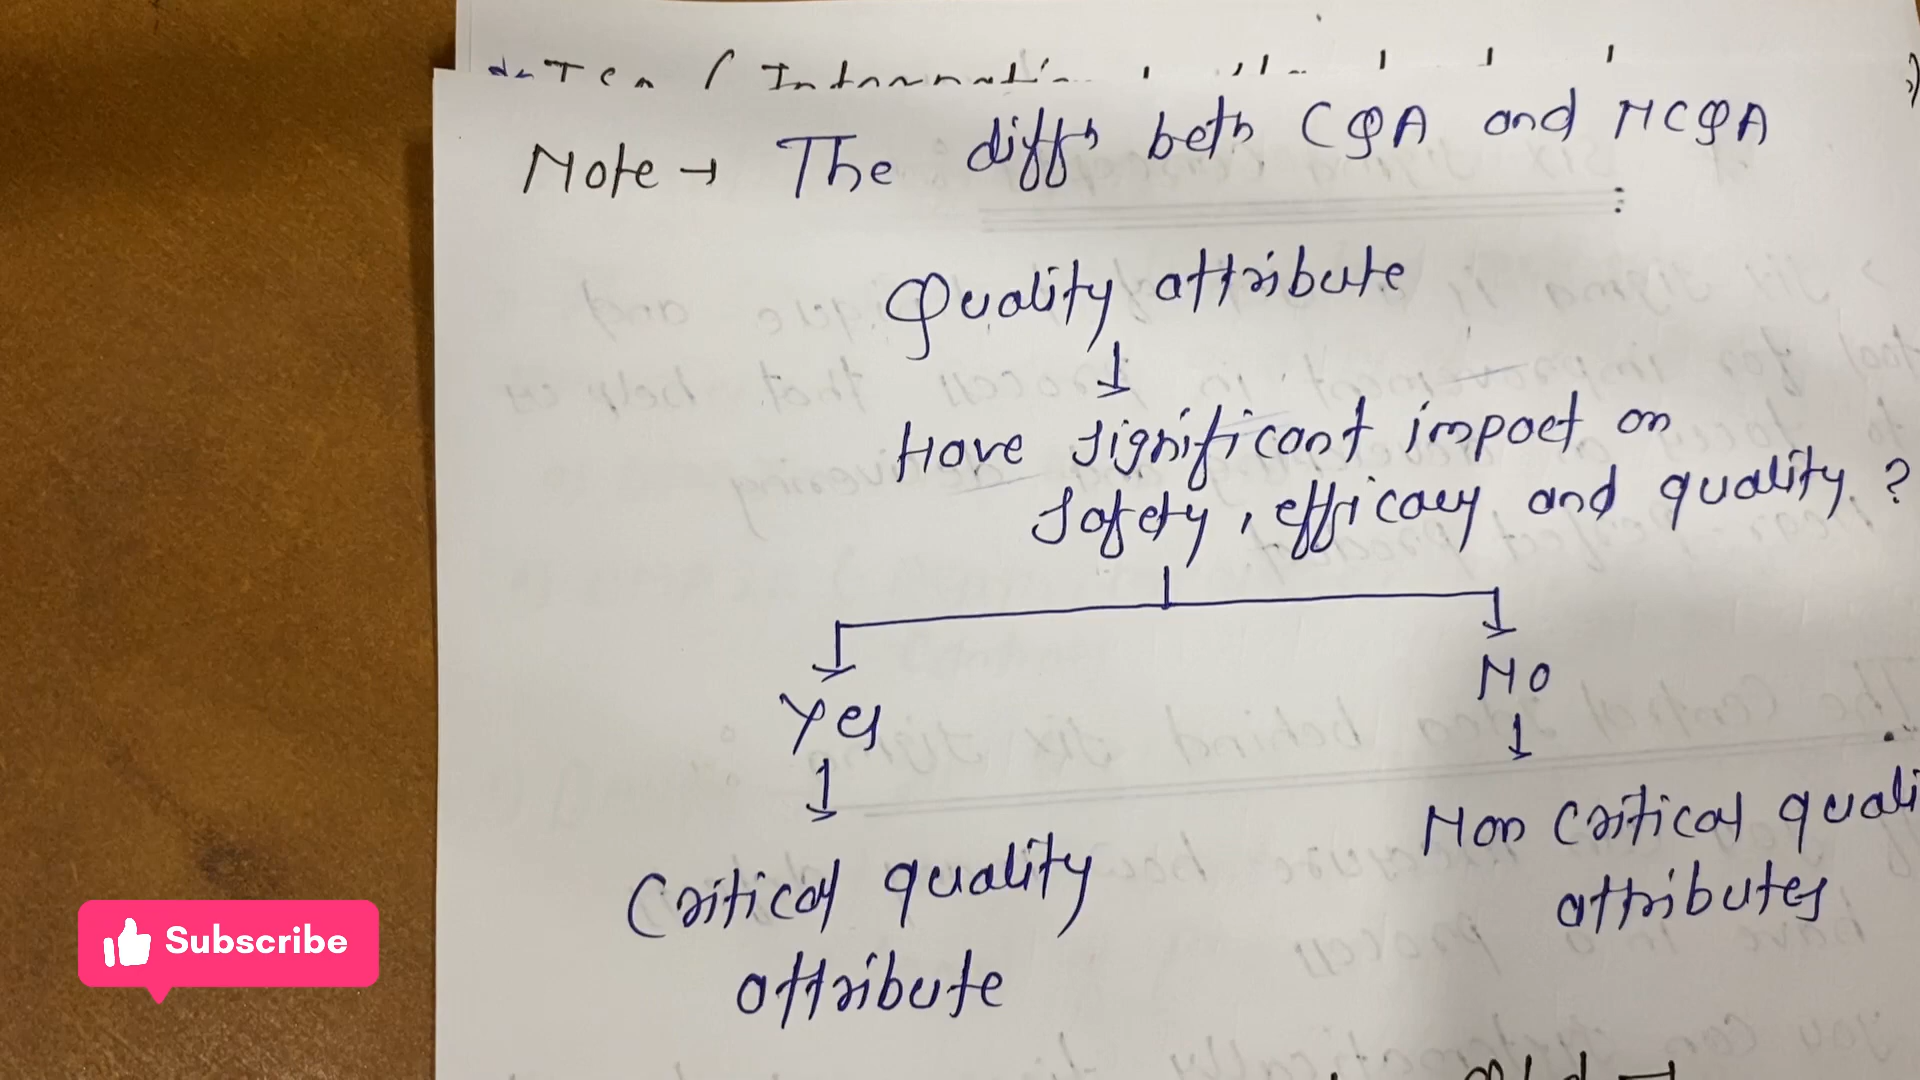 Note → The diffn betn CQA and NCQA
Quality attribute
↓
Have significant impact on
safety, efficacy and quality ?
Yes
No
↓
↓
Critical quality
attribute
Non critical quali
attributes
Subscribe